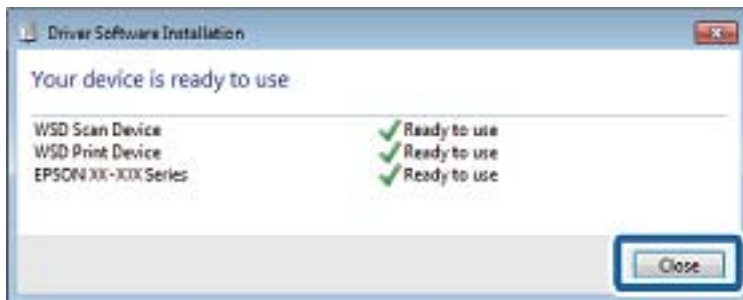 Driver Software Installation
Your device is ready to use
WSD Scan Device Ready to use
WSD Print Device Ready to use
EPSON XX-XXX Series Ready to use
Close